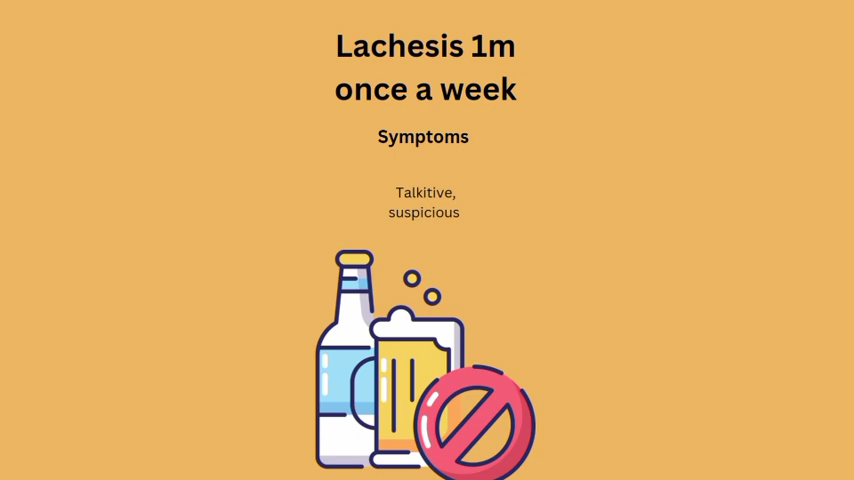 Lachesis 1m
once a week
Symptoms
Talkitive,
suspicious